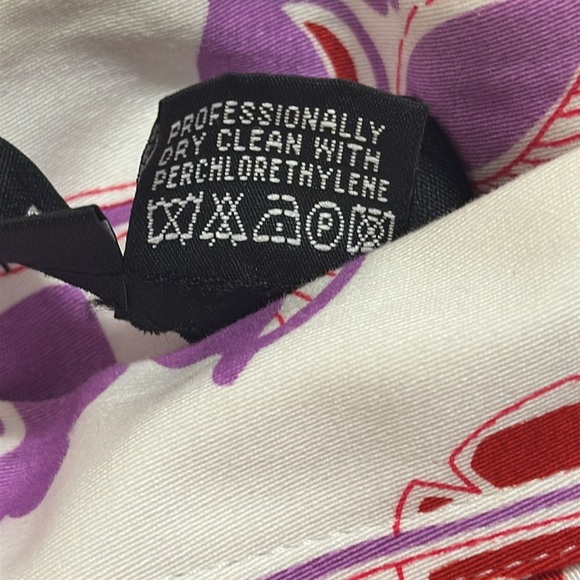 PROFESSIONALLY
DRY CLEAN WITH
PERCHLORETHYLENE
P